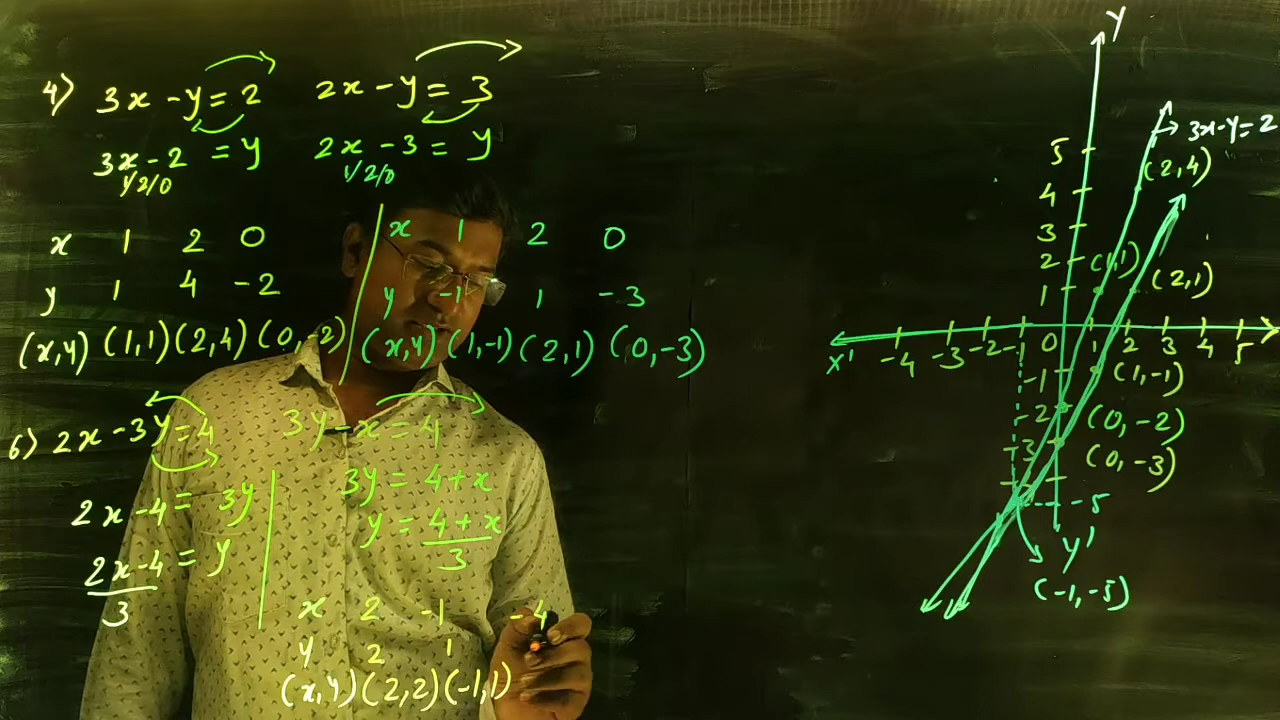 4) 3x - y = 2 2x - y = 3
3x - 2 = y 2x - 3 = y
1/2/0 1/2/0
x 1 2 0 x 1 2 0
y 1 4 -2 y -1 1 -3
(x,y) (1,1) (2,4) (0,-2) (x,y) (1,-1) (2,1) (0,-3)
6) 2x - 3y = 4 3y - x = 4
2x - 4 = 3y 3y = 4 + x
2x - 4 = y y = 4 + x
3 3
x 2 -1 -4
y 2 1
(x,y) (2,2) (-1,1)
Y
3x-y=2
5
(2,4)
4
3
2 (1,1)
1 (2,1)
X' -4 -3 -2 -1 0 1 2 3 4 5
-1 (1,-1)
-2 (0,-2)
-3 (0,-3)
-5
Y'
(-1,-5)